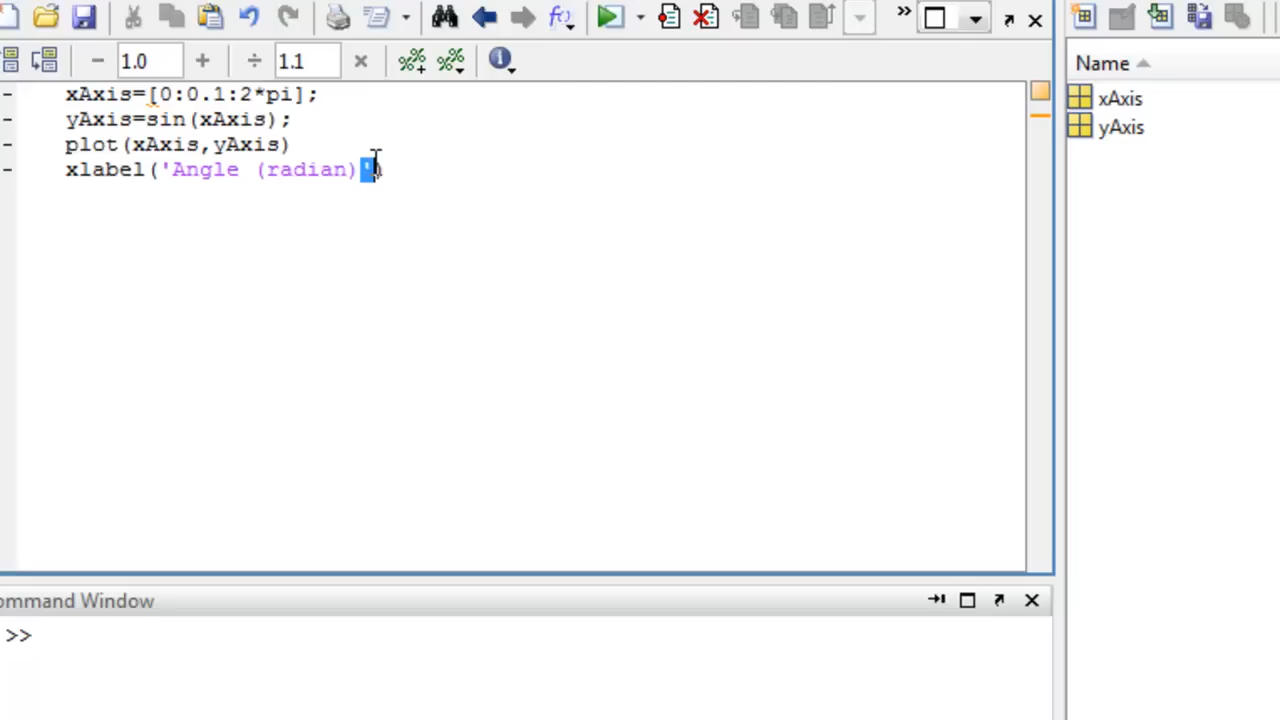 1.0
1.1
Name
xAxis=[0:0.1:2*pi];
yAxis=sin(xAxis);
plot(xAxis,yAxis)
xlabel('Angle (radian)')
xAxis
yAxis
ommand Window
>>